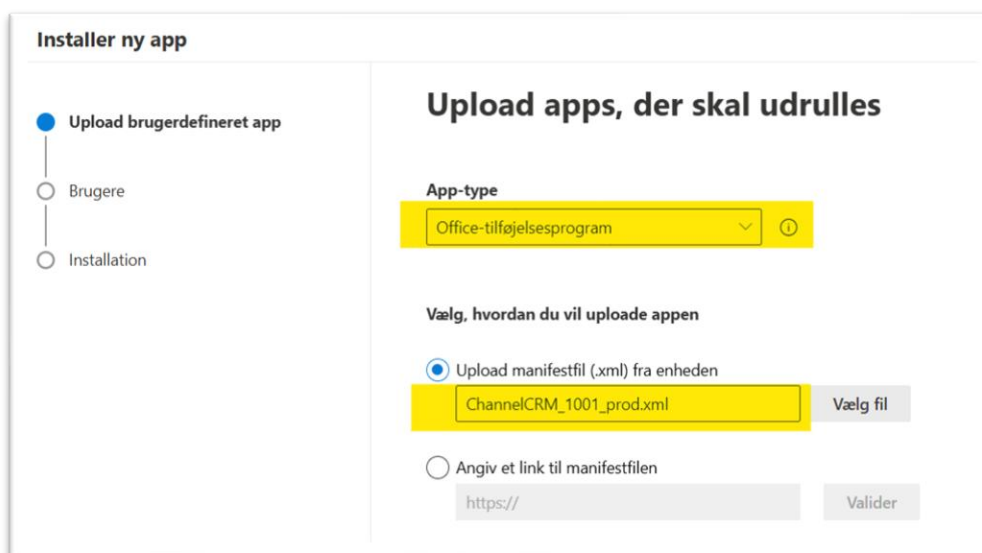 Installer ny app
Upload brugerdefineret app
Brugere
Installation
Upload apps, der skal udrulles
App-type
Office-tilføjelsesprogram
Vælg, hvordan du vil uploade appen
Upload manifestfil (.xml) fra enheden
ChannelCRM_1001_prod.xml
Vælg fil
Angiv et link til manifestfilen
https://
Valider